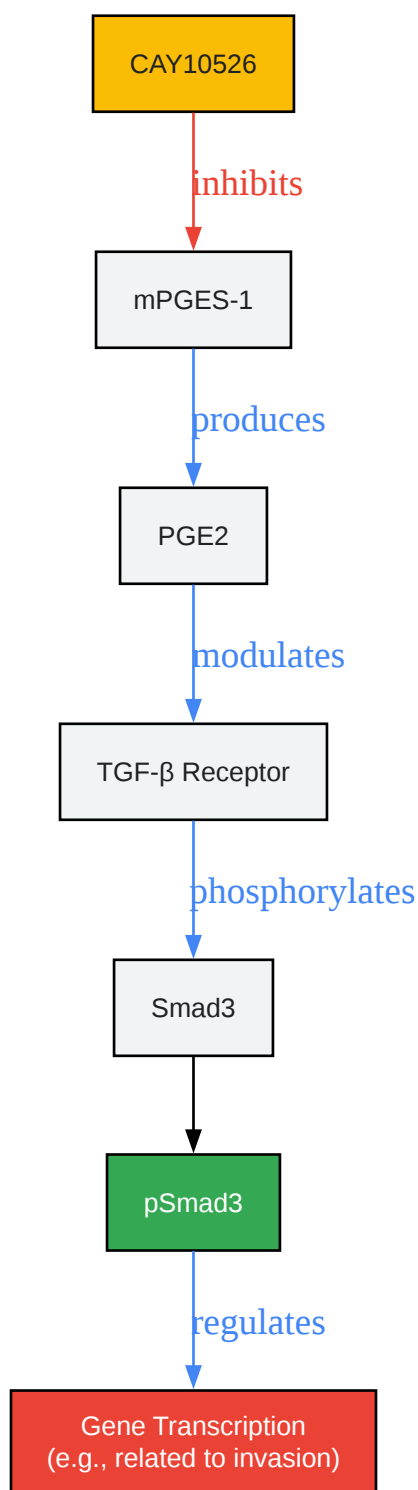 CAY10526
inhibits
mPGES-1
produces
PGE2
modulates
TGF-β Receptor
phosphorylates
Smad3
pSmad3
regulates
Gene Transcription
(e.g., related to invasion)